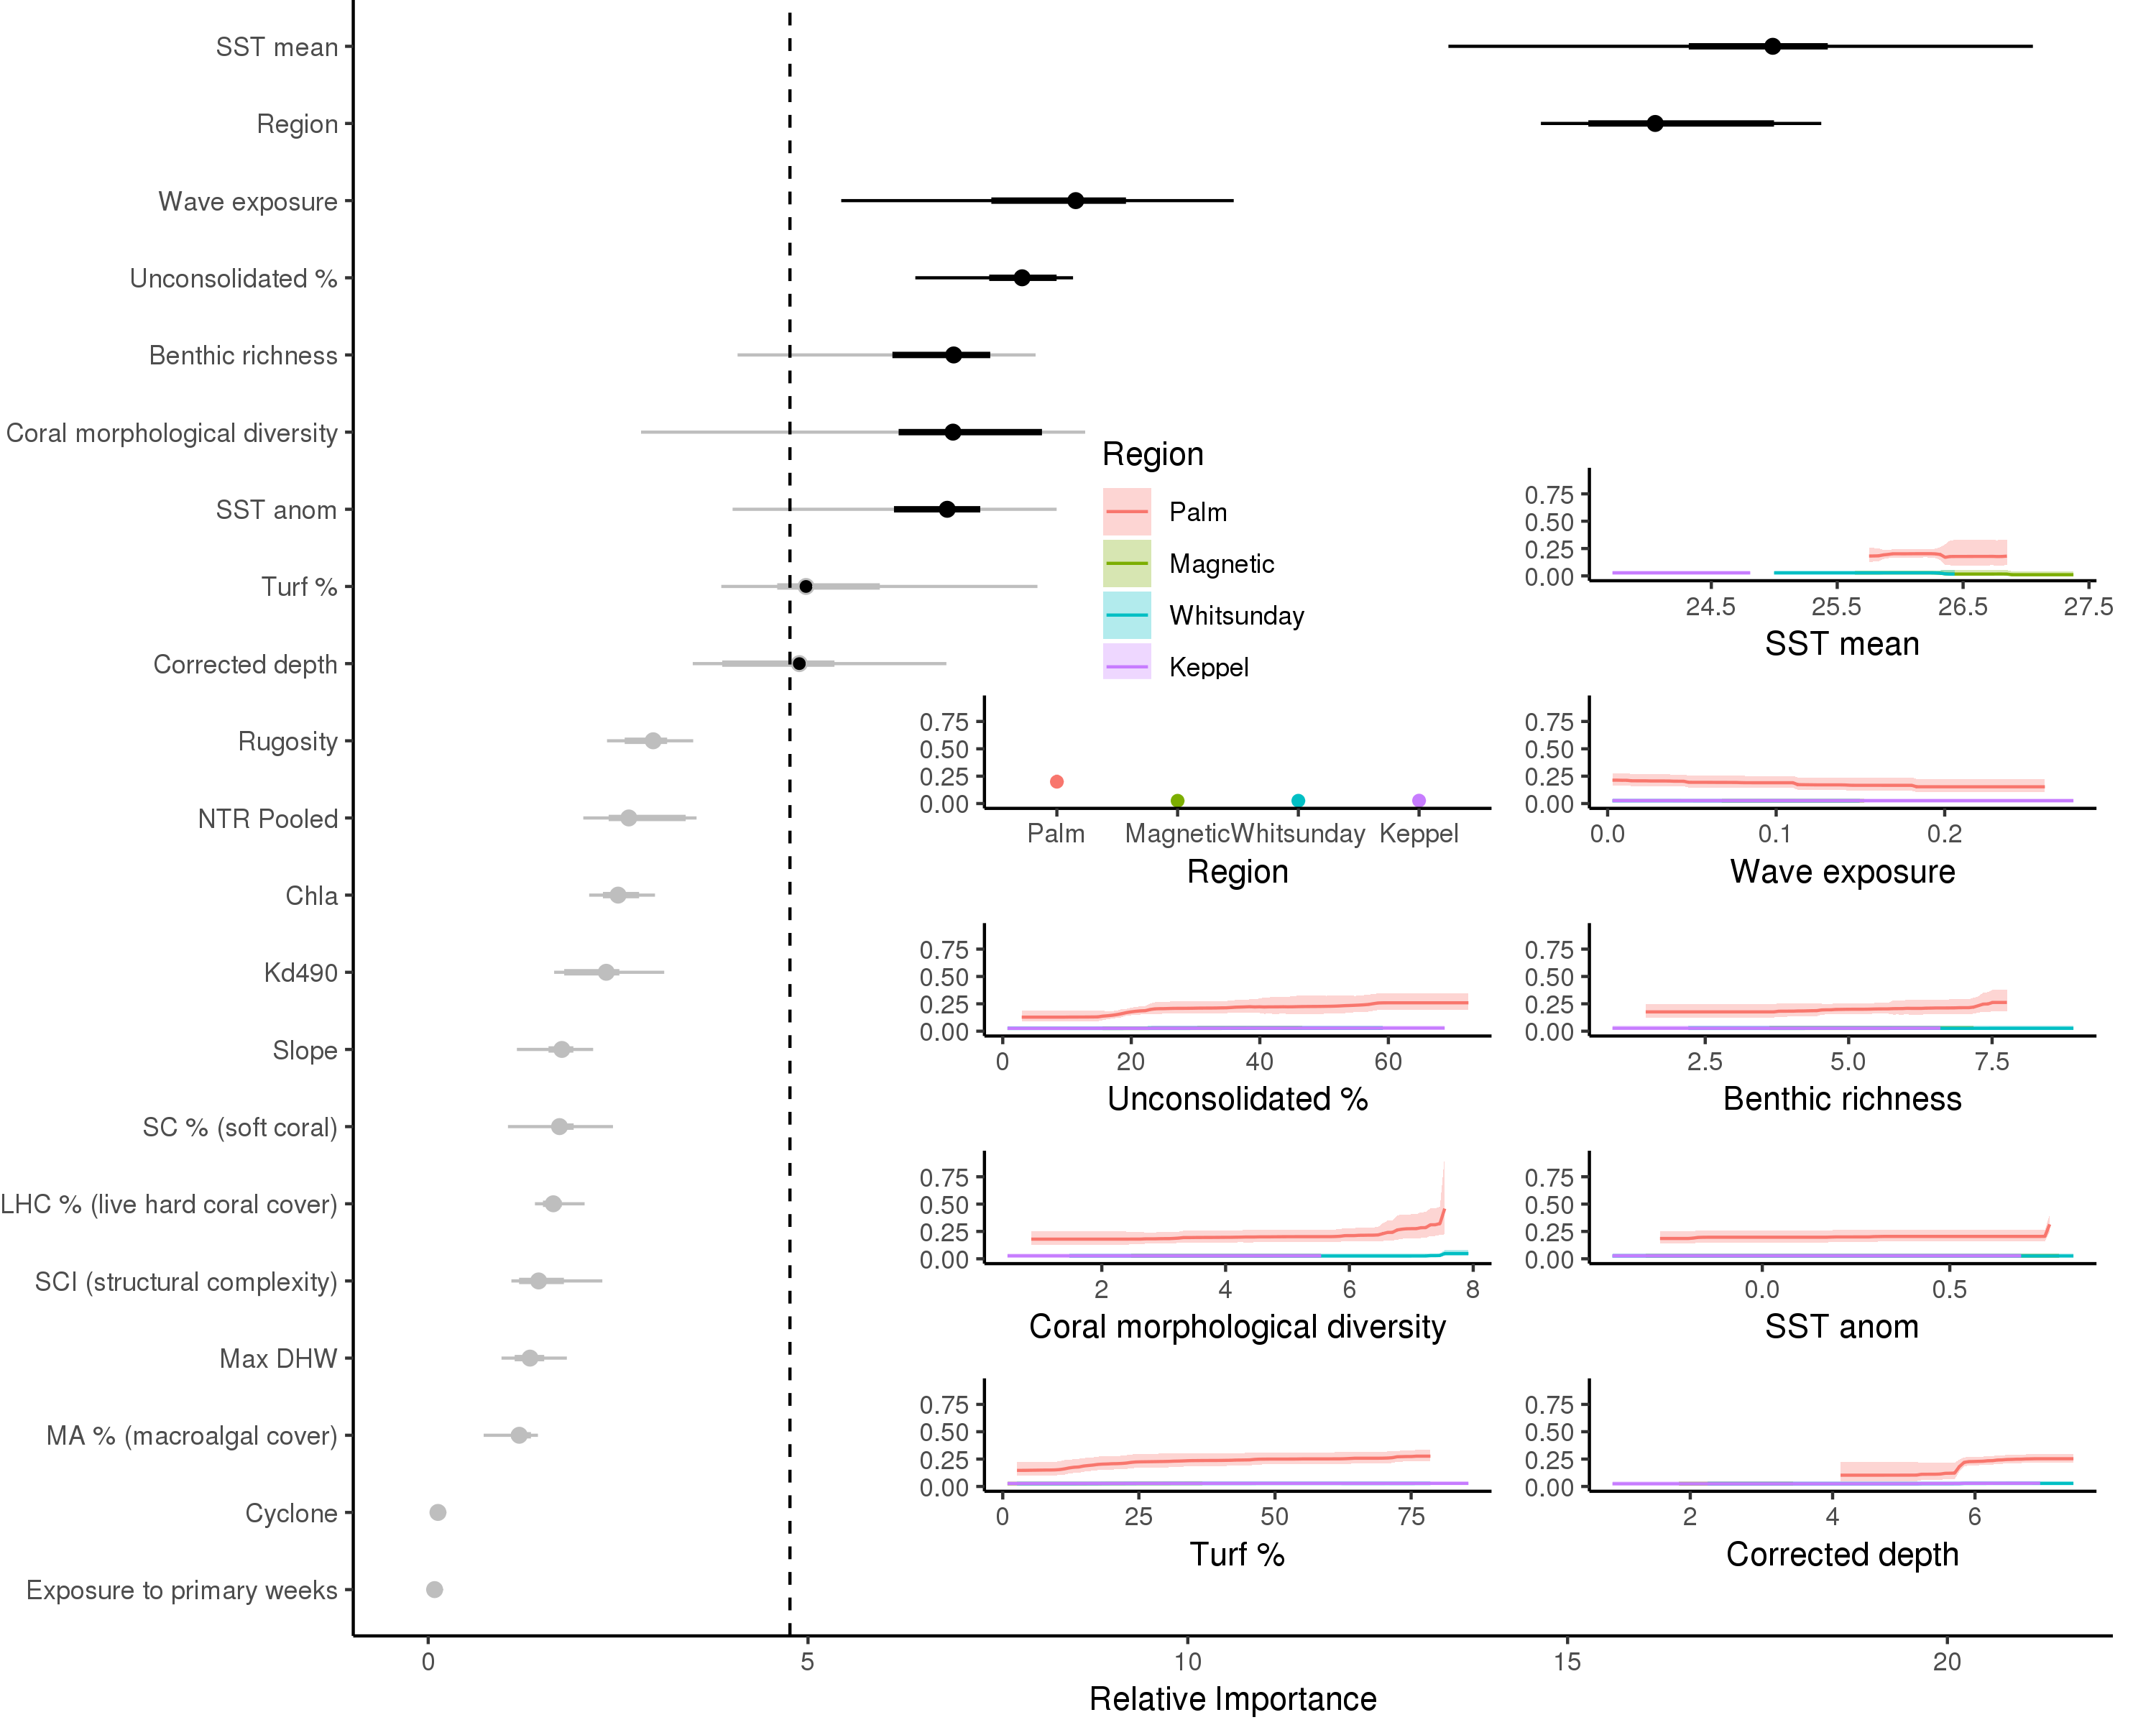 SST mean
Region
Wave exposure
Unconsolidated %
Benthic richness
Coral morphological diversity
SST anom
Turf %
Corrected depth
Rugosity
NTR Pooled
Chla
Kd490
Slope
SC % (soft coral)
LHC % (live hard coral cover)
SCI (structural complexity)
Max DHW
MA % (macroalgal cover)
Cyclone
Exposure to primary weeks
0 5 10 15 20
Relative Importance
Region
Palm
Magnetic
Whitsunday
Keppel
0.75
0.50
0.25
0.00
24.5 25.5 26.5 27.5
SST mean
0.75
0.50
0.25
0.00
Palm Magnetic Whitsunday Keppel
Region
0.75
0.50
0.25
0.00
0.0 0.1 0.2
Wave exposure
0.75
0.50
0.25
0.00
0 20 40 60
Unconsolidated %
0.75
0.50
0.25
0.00
2.5 5.0 7.5
Benthic richness
0.75
0.50
0.25
0.00
2 4 6 8
Coral morphological diversity
0.75
0.50
0.25
0.00
0.0 0.5
SST anom
0.75
0.50
0.25
0.00
0 25 50 75
Turf %
0.75
0.50
0.25
0.00
2 4 6
Corrected depth